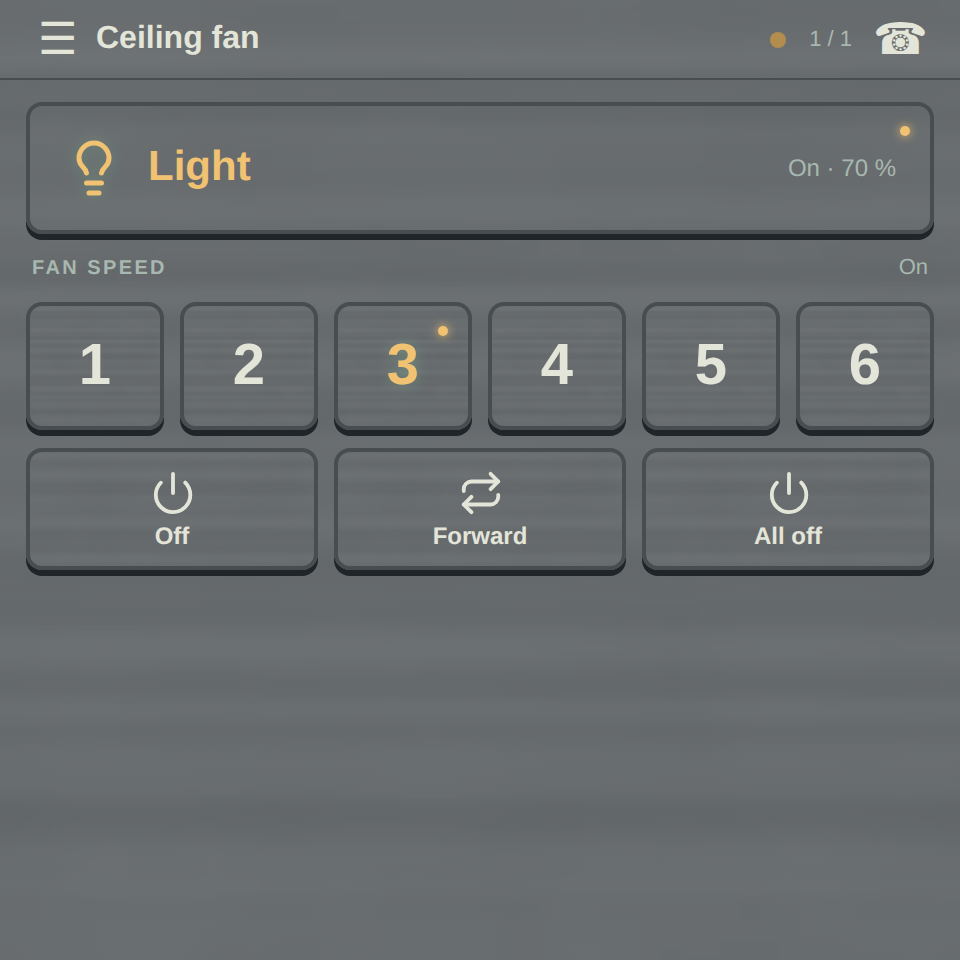 Ceiling fan
1 / 1
Light
On · 70 %
FAN SPEED
On
1 2 3 4 5 6
Off
Forward
All off